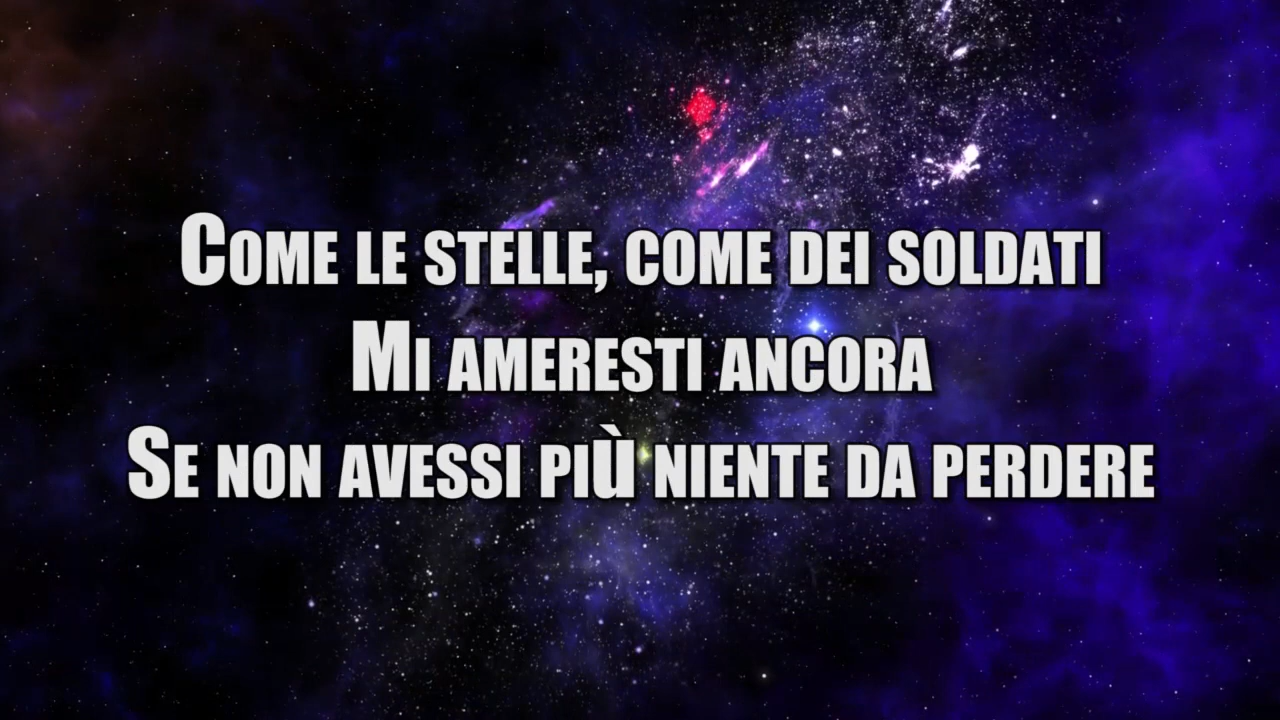 Come le stelle, come dei soldati
Mi ameresti ancora
Se non avessi più niente da perdere